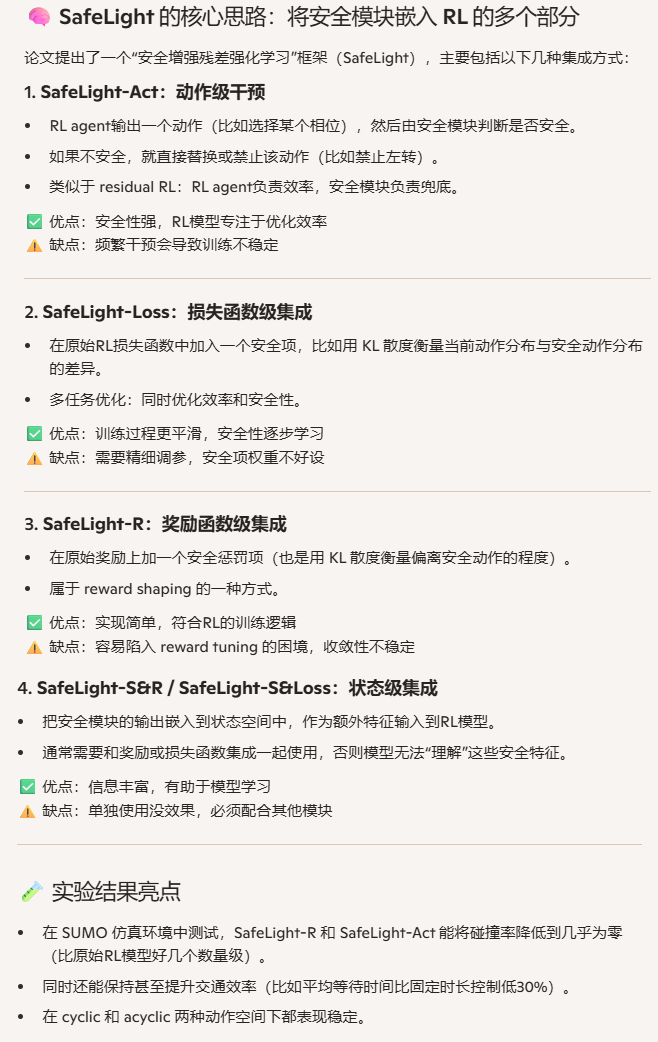 🧠 SafeLight 的核心思路：将安全模块嵌入 RL 的多个部分
论文提出了一个“安全增强残差强化学习”框架（SafeLight），主要包括以下几种集成方式：
1. SafeLight-Act：动作级干预
• RL agent输出一个动作（比如选择某个相位），然后由安全模块判断是否安全。
• 如果不安全，就直接替换或禁止该动作（比如禁止左转）。
• 类似于 residual RL：RL agent负责效率，安全模块负责兜底。
✅ 优点：安全性强，RL模型专注于优化效率
⚠️ 缺点：频繁干预会导致训练不稳定
2. SafeLight-Loss：损失函数级集成
• 在原始RL损失函数中加入一个安全项，比如用 KL 散度衡量当前动作分布与安全动作分布
的差异。
• 多任务优化：同时优化效率和安全性。
✅ 优点：训练过程更平滑，安全性逐步学习
⚠️ 缺点：需要精细调参，安全项权重不好设
3. SafeLight-R：奖励函数级集成
• 在原始奖励上加一个安全惩罚项（也是用 KL 散度衡量偏离安全动作的程度）。
• 属于 reward shaping 的一种方式。
✅ 优点：实现简单，符合RL的训练逻辑
⚠️ 缺点：容易陷入 reward tuning 的困境，收敛性不稳定
4. SafeLight-S&R / SafeLight-S&Loss：状态级集成
• 把安全模块的输出嵌入到状态空间中，作为额外特征输入到RL模型。
• 通常需要和奖励或损失函数集成一起使用，否则模型无法“理解”这些安全特征。
✅ 优点：信息丰富，有助于模型学习
⚠️ 缺点：单独使用没效果，必须配合其他模块
🧪 实验结果亮点
• 在 SUMO 仿真环境中测试，SafeLight-R 和 SafeLight-Act 能将碰撞率降低到几乎为零
（比原始RL模型好几个数量级）。
• 同时还能保持甚至提升交通效率（比如平均等待时间比固定时长控制低30%）。
• 在 cyclic 和 acyclic 两种动作空间下都表现稳定。